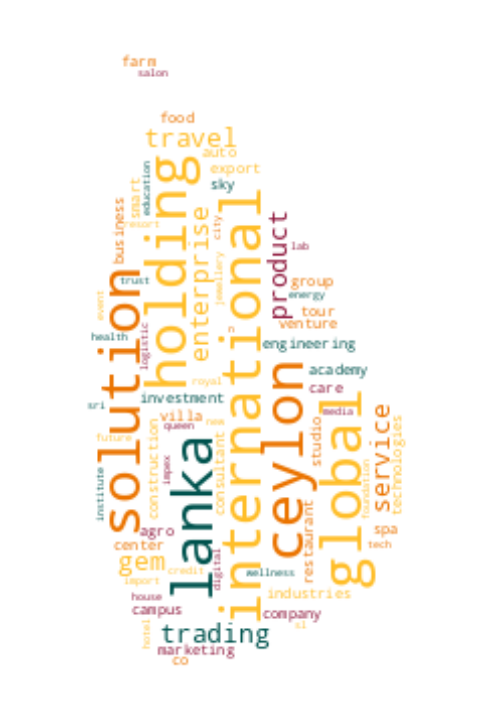 farm
salon
food
travel
auto
export
sky
education
smart
resort
business
holding
international
enterprise
city
jewellery
product
lab
group
energy
tour
venture
engineering
trust
event
solution
health
logistic
academy
care
royal
investment
sri
villa
queen
new
media
ceylon
global
service
studio
technologies
future
construction
lanka
consultant
impex
institute
foundation
restaurant
spa
tech
agro
center
gem
credit
import
digital
wellness
industries
house
campus
company
sl
hotel
trading
marketing
co